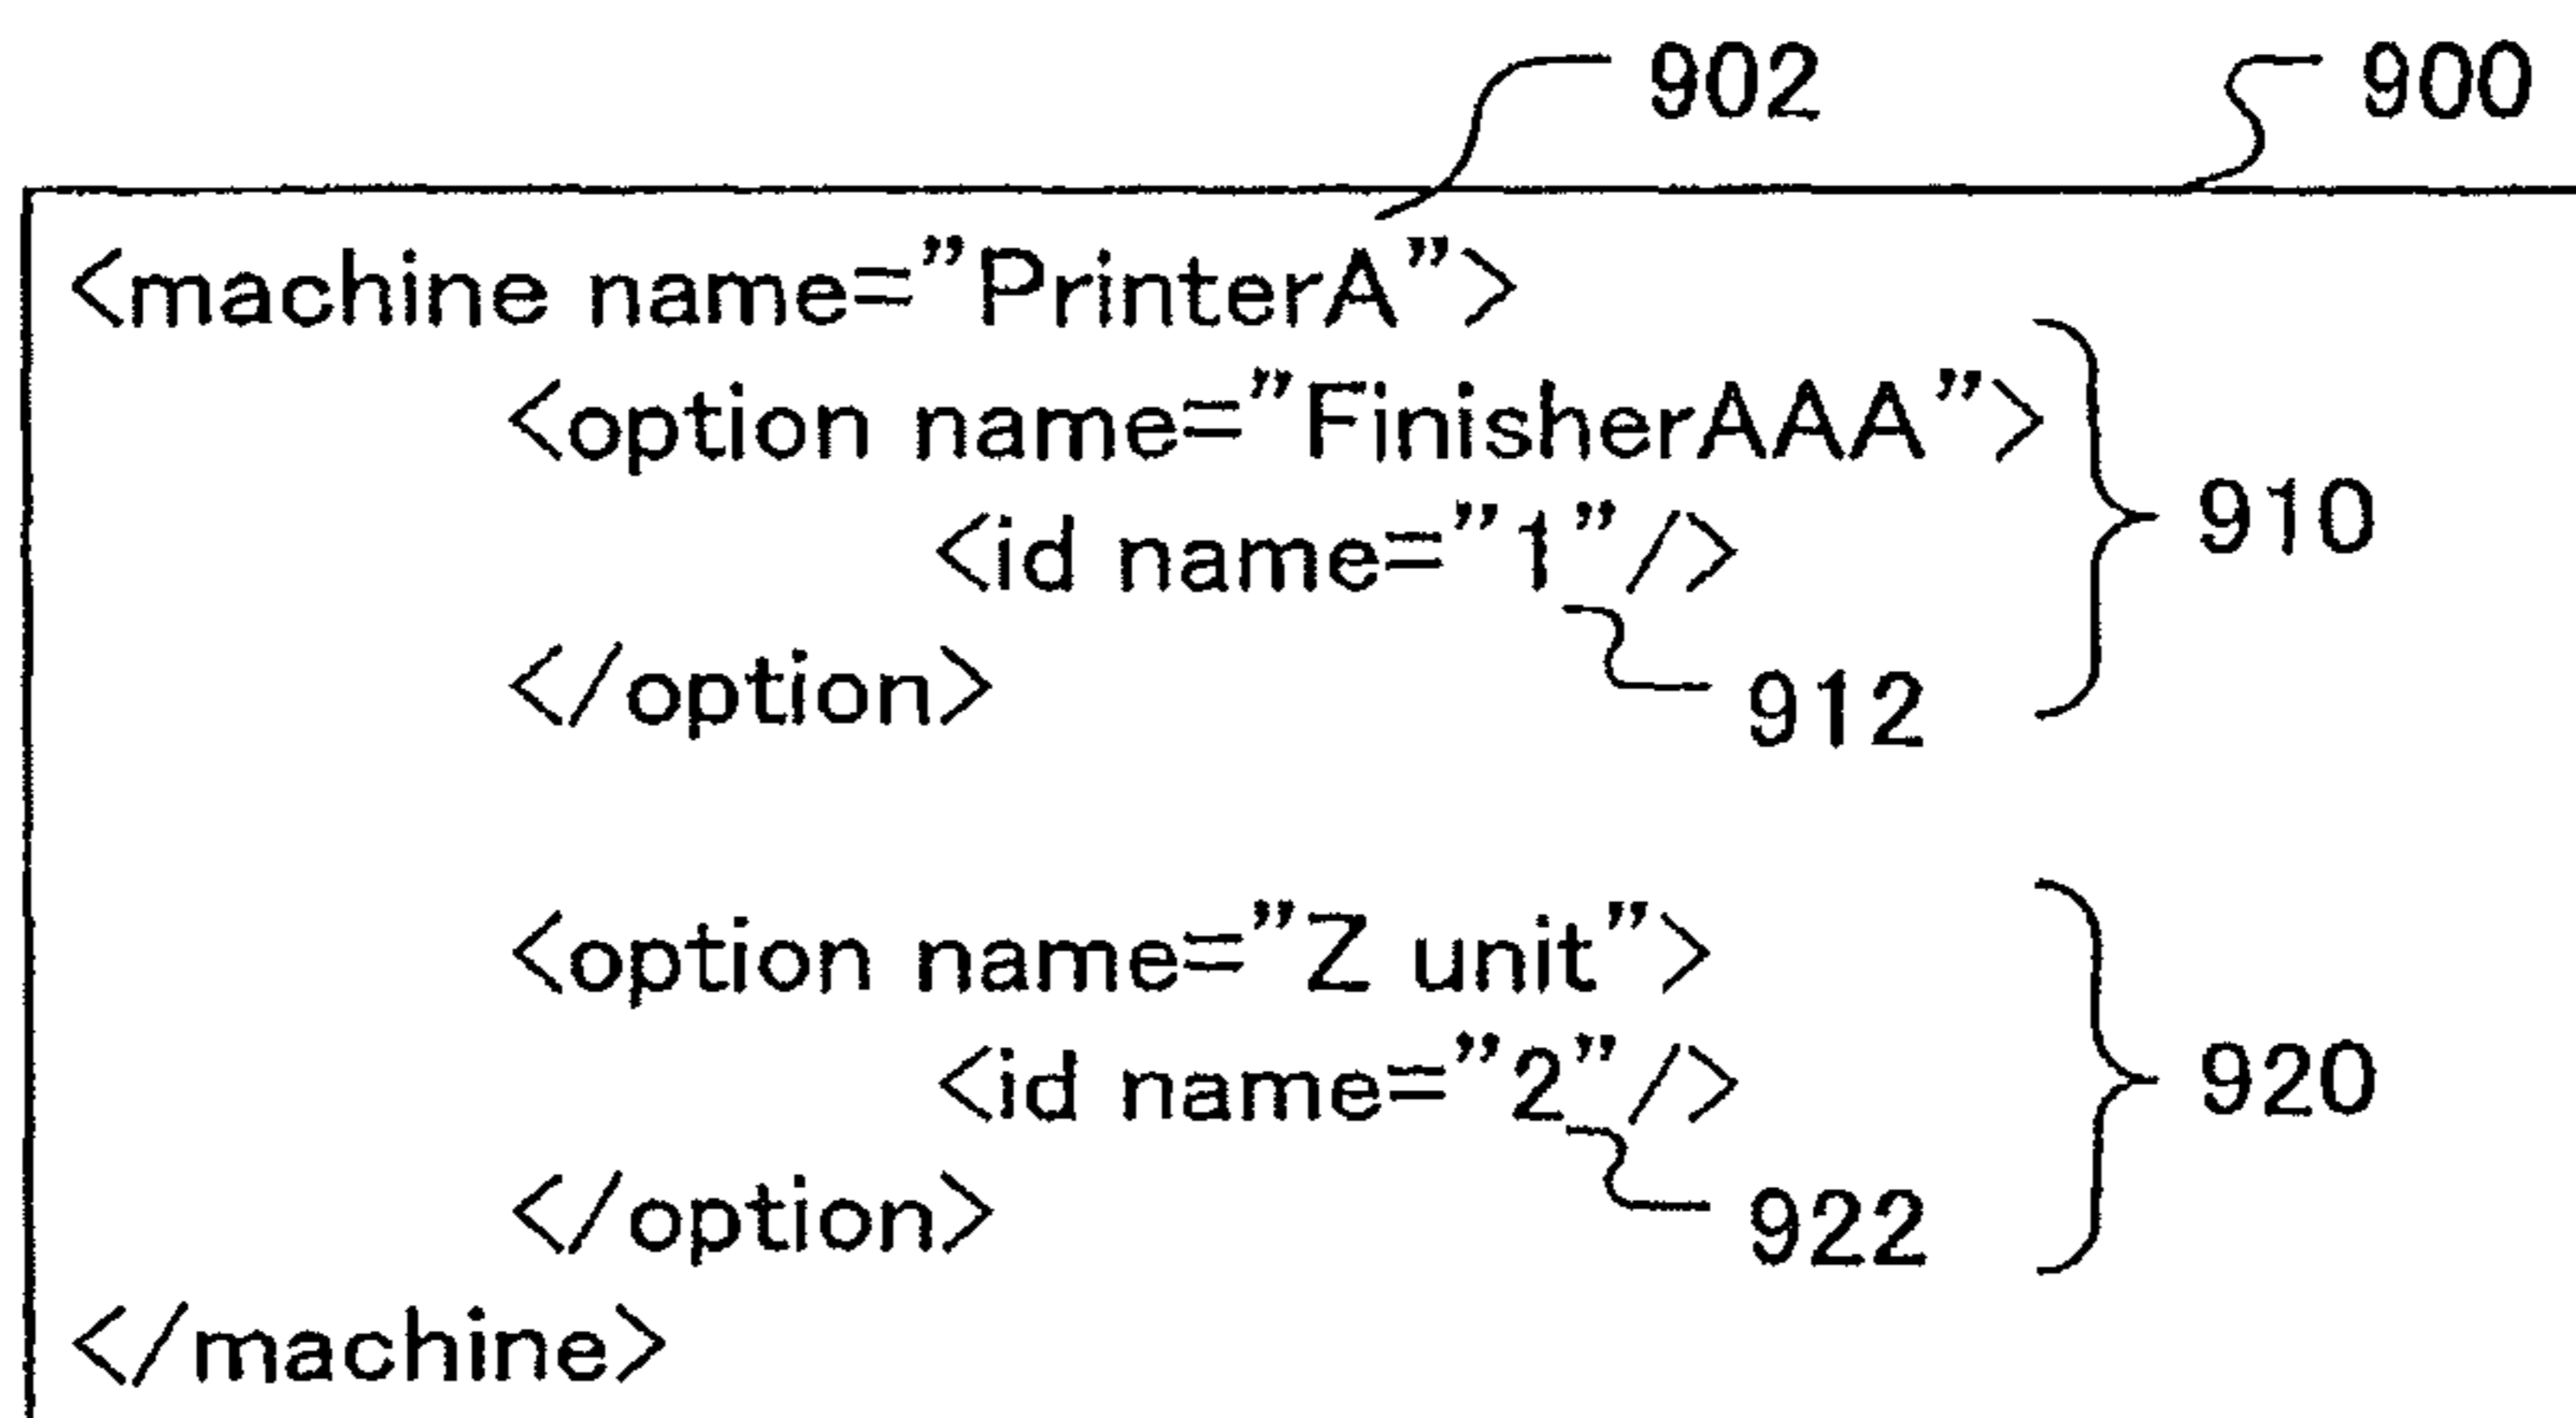 902 900
<machine name="PrinterA">
<option name="FinisherAAA">
910
<id name="1"/>
</option>
912
<option name="Z unit">
<id name="2"/>
920
</option>
922
</machine>